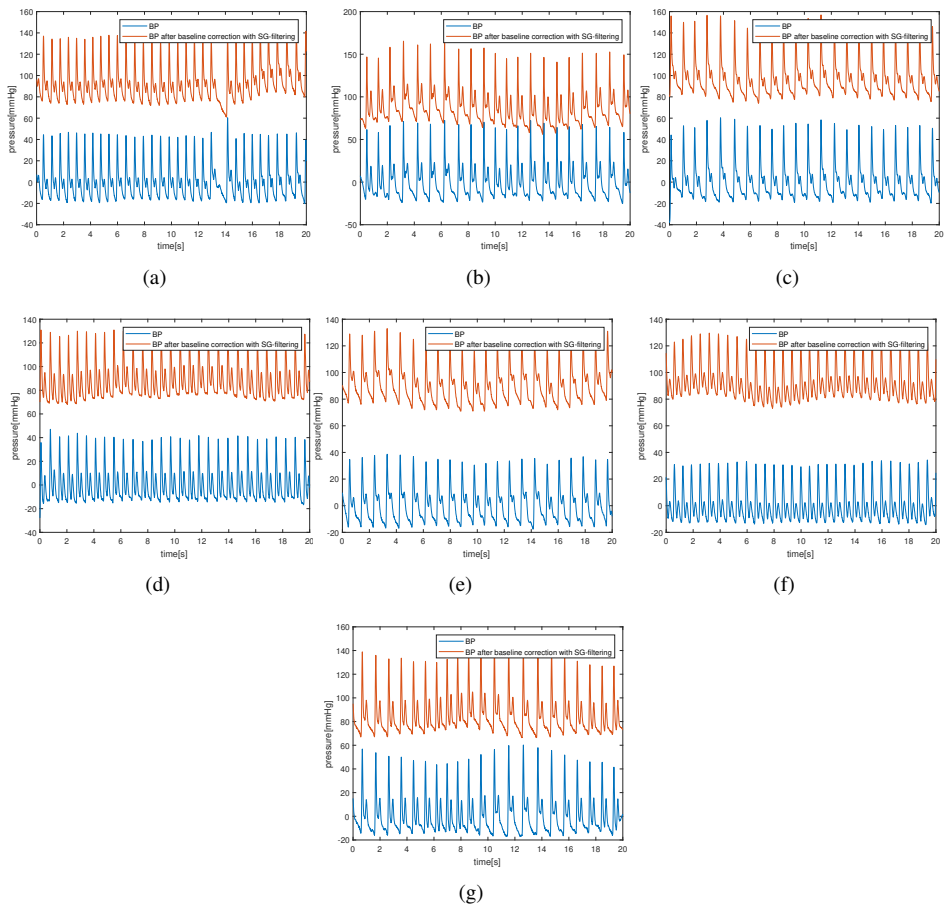 160
140
120
100
80
60
40
20
0
-20
-40
pressure[mmHg]
BP
BP after baseline correction with SG-filtering
0 2 4 6 8 10 12 14 16 18 20
time[s]
(a)
200
150
100
50
0
-50
pressure[mmHg]
BP
BP after baseline correction with SG-filtering
0 2 4 6 8 10 12 14 16 18 20
time[s]
(b)
160
140
120
100
80
60
40
20
0
-20
-40
pressure[mmHg]
BP
BP after baseline correction with SG-filtering
0 2 4 6 8 10 12 14 16 18 20
time[s]
(c)
140
120
100
80
60
40
20
0
-20
-40
pressure[mmHg]
BP
BP after baseline correction with SG-filtering
0 2 4 6 8 10 12 14 16 18 20
time[s]
(d)
140
120
100
80
60
40
20
0
-20
pressure[mmHg]
BP
BP after baseline correction with SG-filtering
0 2 4 6 8 10 12 14 16 18 20
time[s]
(e)
140
120
100
80
60
40
20
0
-20
pressure[mmHg]
BP
BP after baseline correction with SG-filtering
0 2 4 6 8 10 12 14 16 18 20
time[s]
(f)
160
140
120
100
80
60
40
20
0
-20
pressure[mmHg]
BP
BP after baseline correction with SG-filtering
0 2 4 6 8 10 12 14 16 18 20
time[s]
(g)